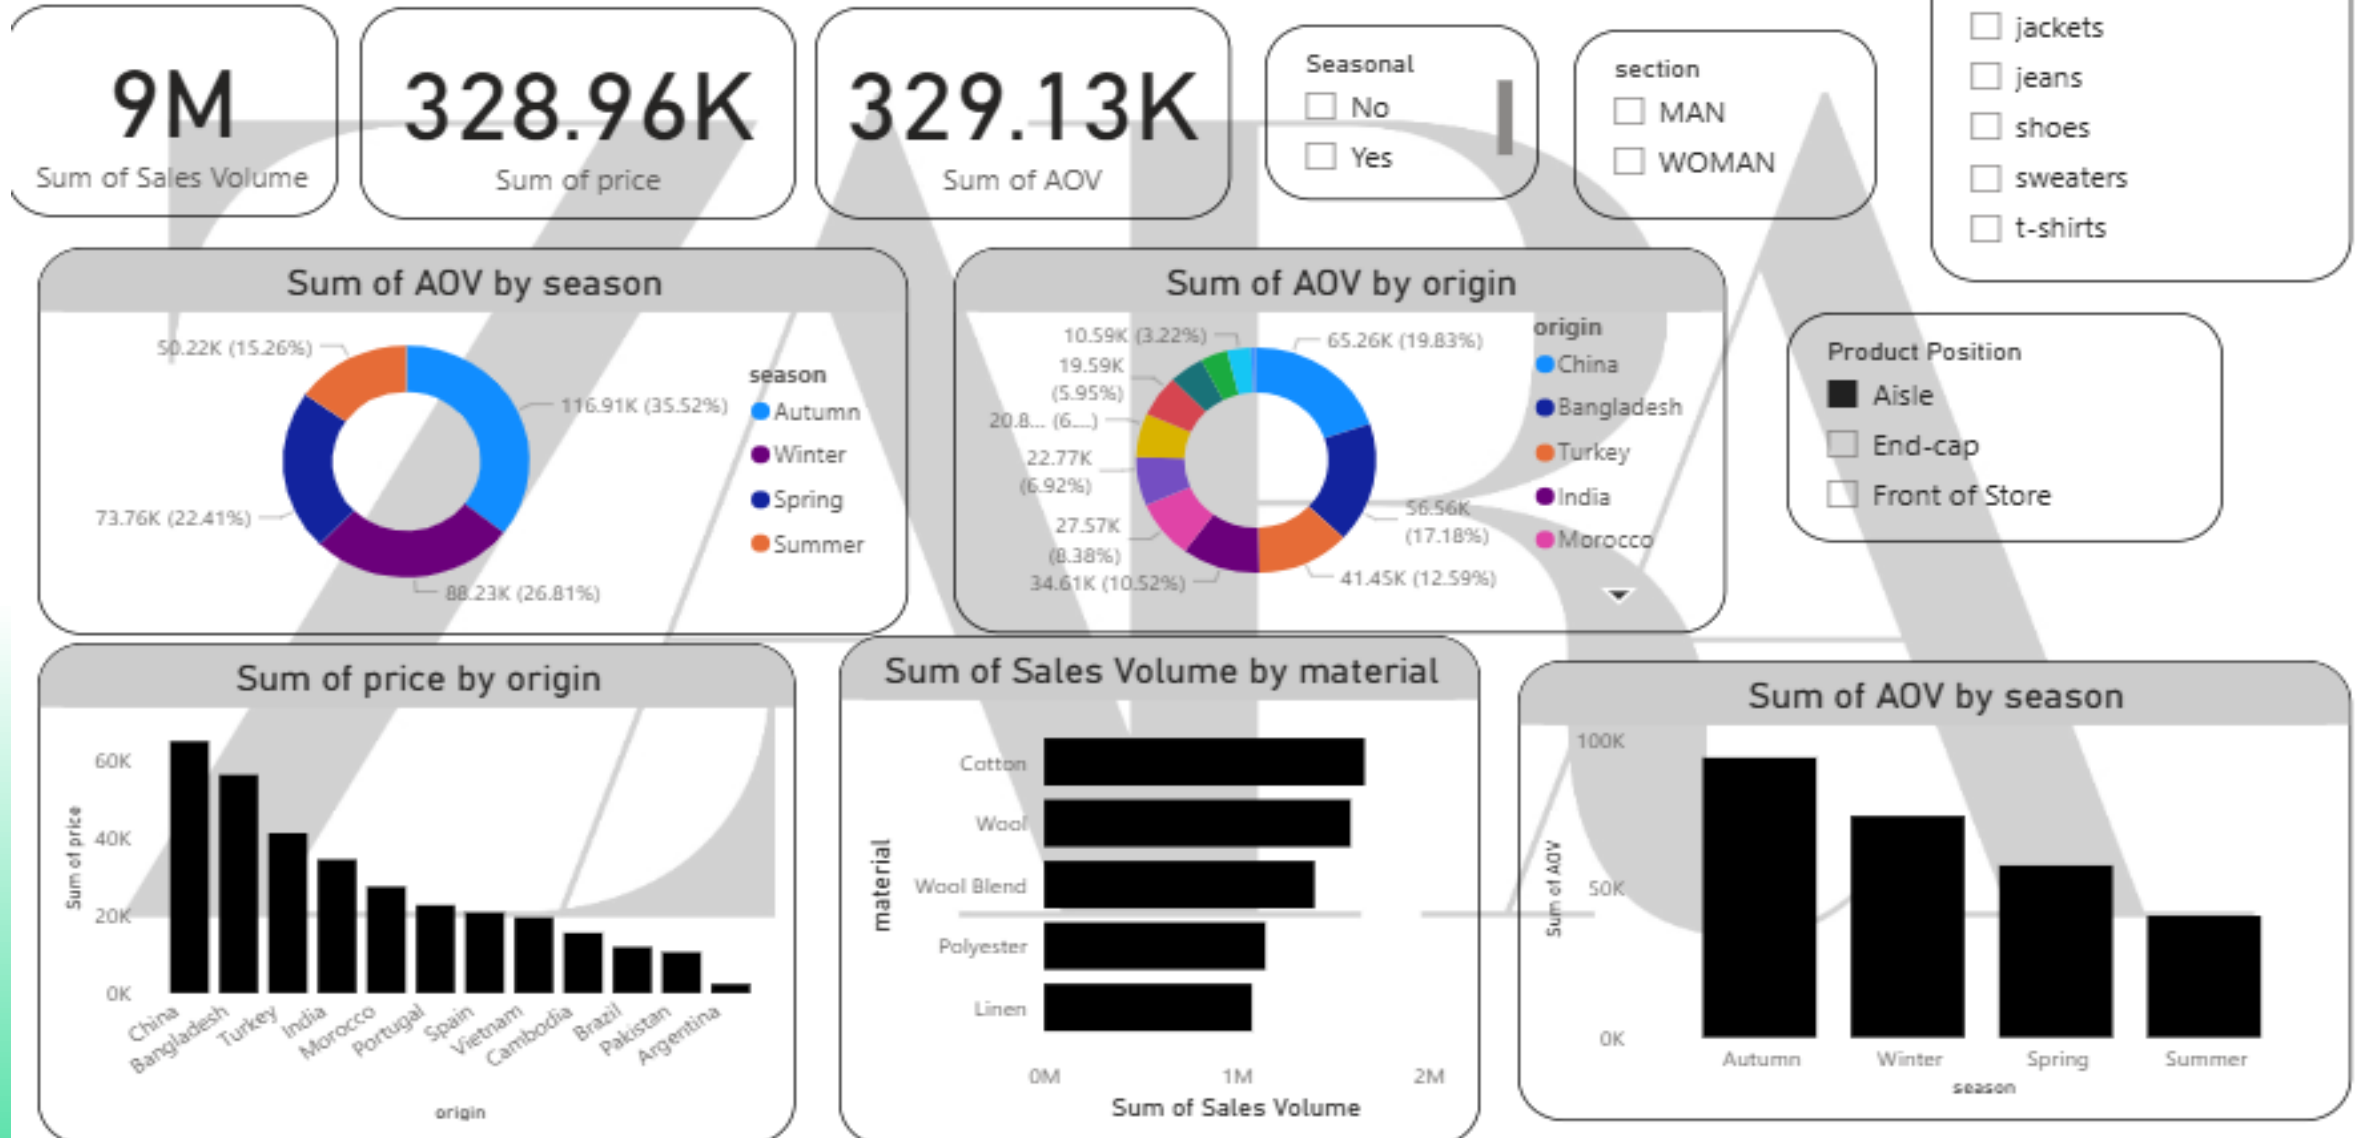 9M
Sum of Sales Volume
328.96K
Sum of price
329.13K
Sum of AOV
Seasonal
No
Yes
section
MAN
WOMAN
jackets
jeans
shoes
sweaters
t-shirts
Sum of AOV by season
50.22K (15.26%)
116.91K (35.52%)
73.76K (22.41%)
88.23K (26.81%)
season
Autumn
Winter
Spring
Summer
Sum of AOV by origin
10.59K (3.22%)
19.59K
(5.95%)
20.8... (6....)
22.77K
(6.92%)
27.57K
(8.38%)
34.61K (10.52%)
65.26K (19.83%)
56.56K
(17.18%)
41.45K (12.59%)
origin
China
Bangladesh
Turkey
India
Morocco
Product Position
Aisle
End-cap
Front of Store
Sum of price by origin
Sum of price
60K
40K
20K
0K
China
Bangladesh
Turkey
India
Morocco
Portugal
Spain
Vietnam
Cambodia
Brazil
Pakistan
Argentina
origin
Sum of Sales Volume by material
material
Cotton
Wool
Wool Blend
Polyester
Linen
0M
1M
2M
Sum of Sales Volume
Sum of AOV by season
Sum of AOV
100K
50K
0K
Autumn
Winter
Spring
Summer
season
ZARA